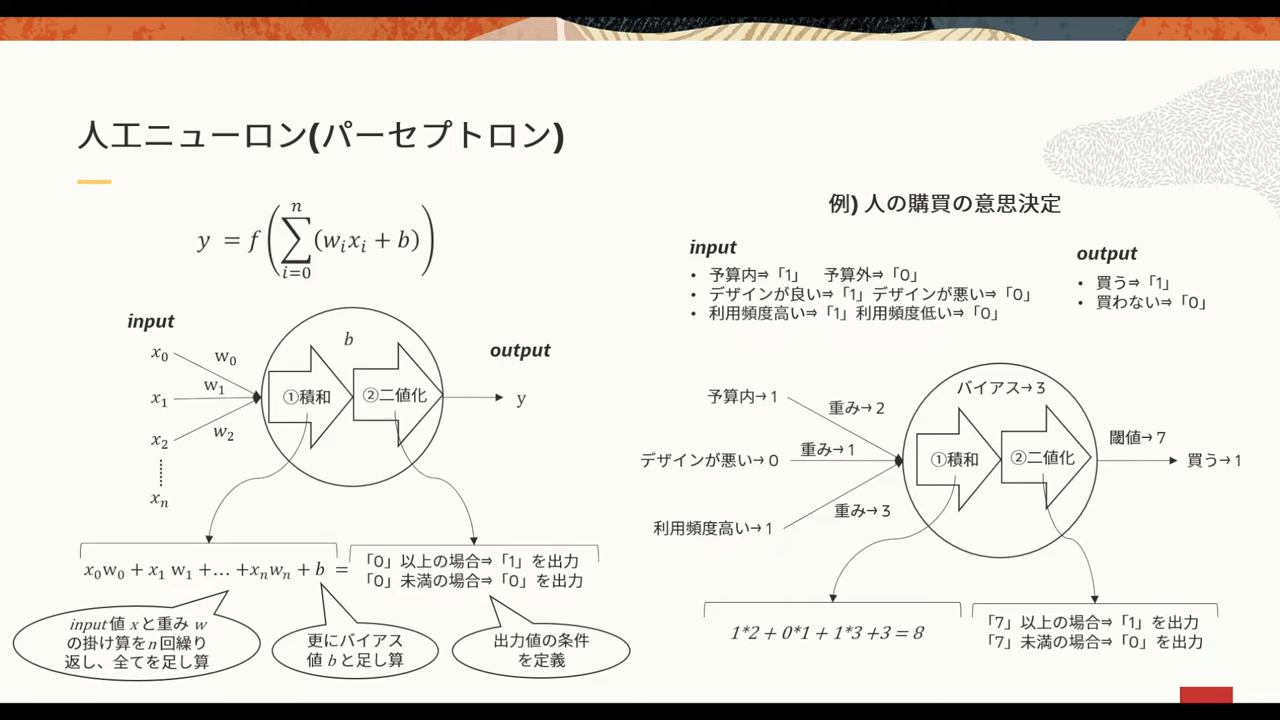 人工ニューロン(パーセプトロン)
y = f(∑(wᵢxᵢ + b))
n
i=0
input
x₀
w₀
x₁
w₁
x₂
w₂
xₙ
b
①積和
②二値化
output
y
x₀w₀ + x₁ w₁ +… +xₙwₙ + b =
「0」以上の場合⇒「1」を出力
「0」未満の場合⇒「0」を出力
input値 x と重み w
の掛け算をn 回繰り
返し、全てを足し算
更にバイアス
値 b と足し算
出力値の条件
を定義
例) 人の購買の意思決定
input
• 予算内⇒「1」 予算外⇒「0」
• デザインが良い⇒「1」デザインが悪い⇒「0」
• 利用頻度高い⇒「1」利用頻度低い⇒「0」
output
• 買う⇒「1」
• 買わない⇒「0」
予算内→1
重み→2
デザインが悪い→0
重み→1
利用頻度高い→1
重み→3
バイアス→3
①積和
②二値化
閾値→7
買う→1
1*2 + 0*1 + 1*3 +3 = 8
「7」以上の場合⇒「1」を出力
「7」未満の場合⇒「0」を出力